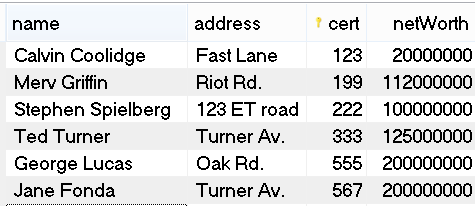 name address cert netWorth
Calvin Coolidge Fast Lane 123 20000000
Merv Griffin Riot Rd. 199 112000000
Stephen Spielberg 123 ET road 222 100000000
Ted Turner Turner Av. 333 125000000
George Lucas Oak Rd. 555 200000000
Jane Fonda Turner Av. 567 200000000